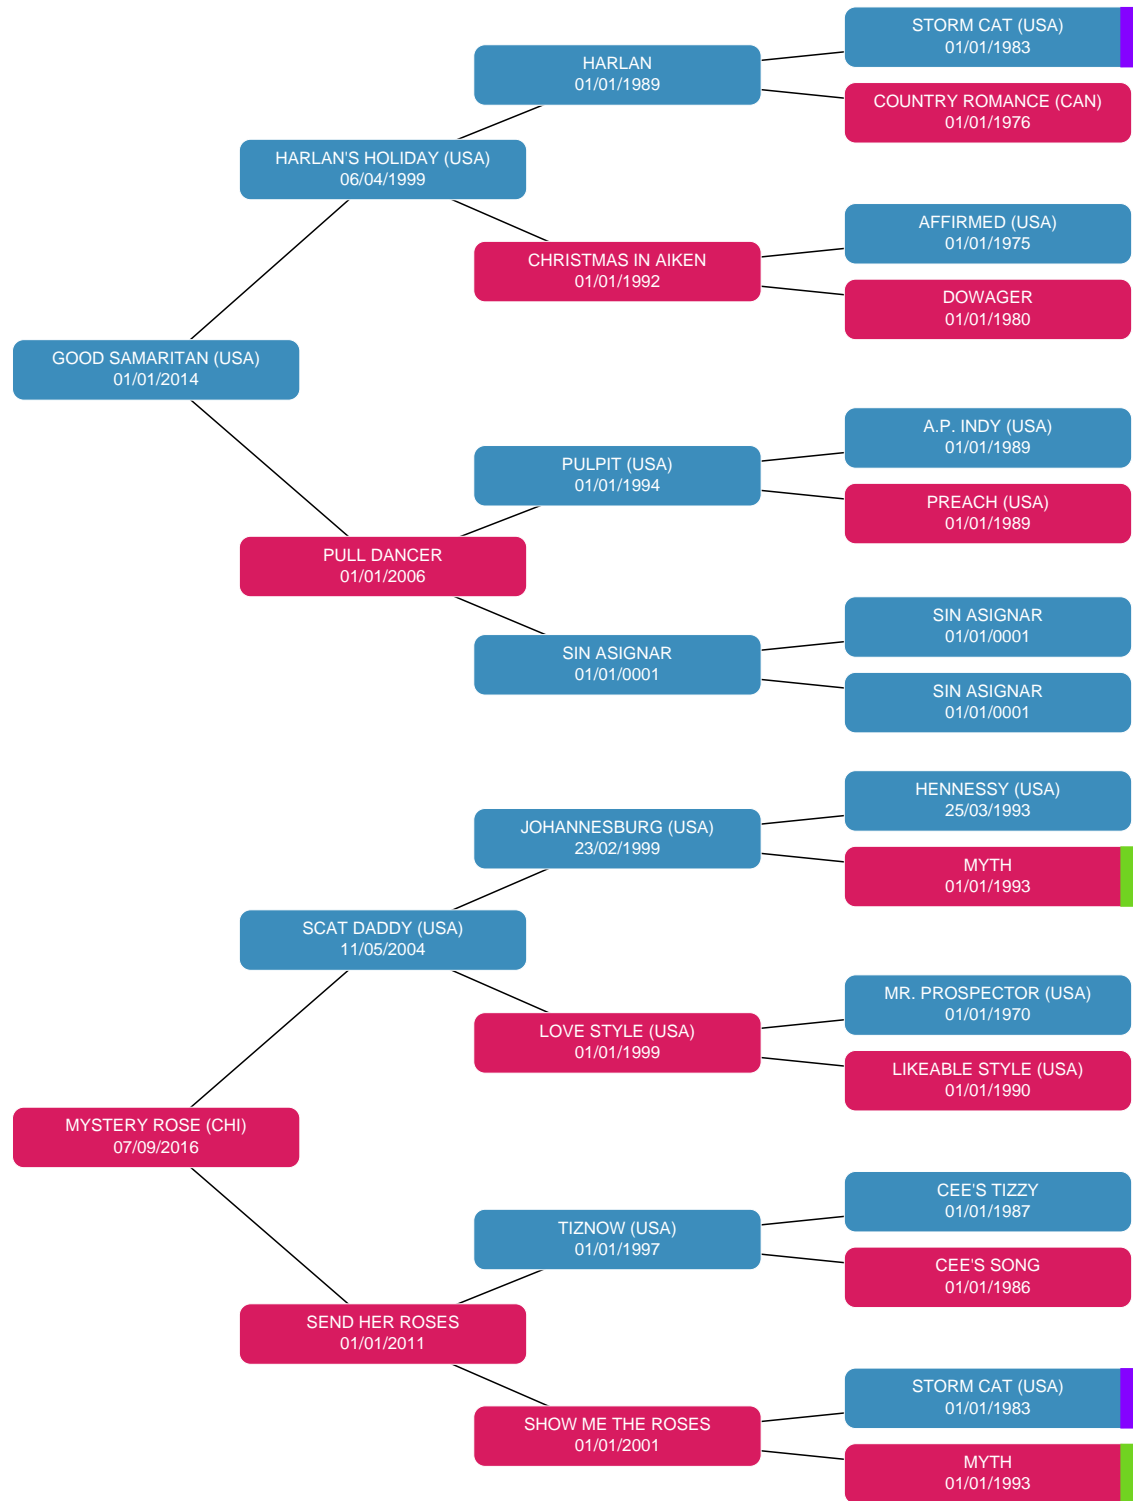 STORM CAT (USA)
01/01/1983
HARLAN
01/01/1989
COUNTRY ROMANCE (CAN)
01/01/1976
HARLAN'S HOLIDAY (USA)
06/04/1999
AFFIRMED (USA)
01/01/1975
CHRISTMAS IN AIKEN
01/01/1992
DOWAGER
01/01/1980
GOOD SAMARITAN (USA)
01/01/2014
A.P. INDY (USA)
01/01/1989
PULPIT (USA)
01/01/1994
PREACH (USA)
01/01/1989
PULL DANCER
01/01/2006
SIN ASIGNAR
01/01/0001
SIN ASIGNAR
01/01/0001
SIN ASIGNAR
01/01/0001
HENNESSY (USA)
25/03/1993
JOHANNESBURG (USA)
23/02/1999
MYTH
01/01/1993
SCAT DADDY (USA)
11/05/2004
MR. PROSPECTOR (USA)
01/01/1970
LOVE STYLE (USA)
01/01/1999
LIKEABLE STYLE (USA)
01/01/1990
MYSTERY ROSE (CHI)
07/09/2016
CEE'S TIZZY
01/01/1987
TIZNOW (USA)
01/01/1997
CEE'S SONG
01/01/1986
SEND HER ROSES
01/01/2011
STORM CAT (USA)
01/01/1983
SHOW ME THE ROSES
01/01/2001
MYTH
01/01/1993